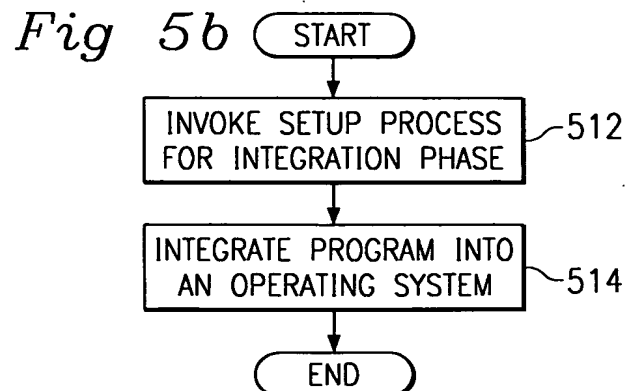 Fig 5b
START
INVOKE SETUP PROCESS
FOR INTEGRATION PHASE
512
INTEGRATE PROGRAM INTO
AN OPERATING SYSTEM
514
END